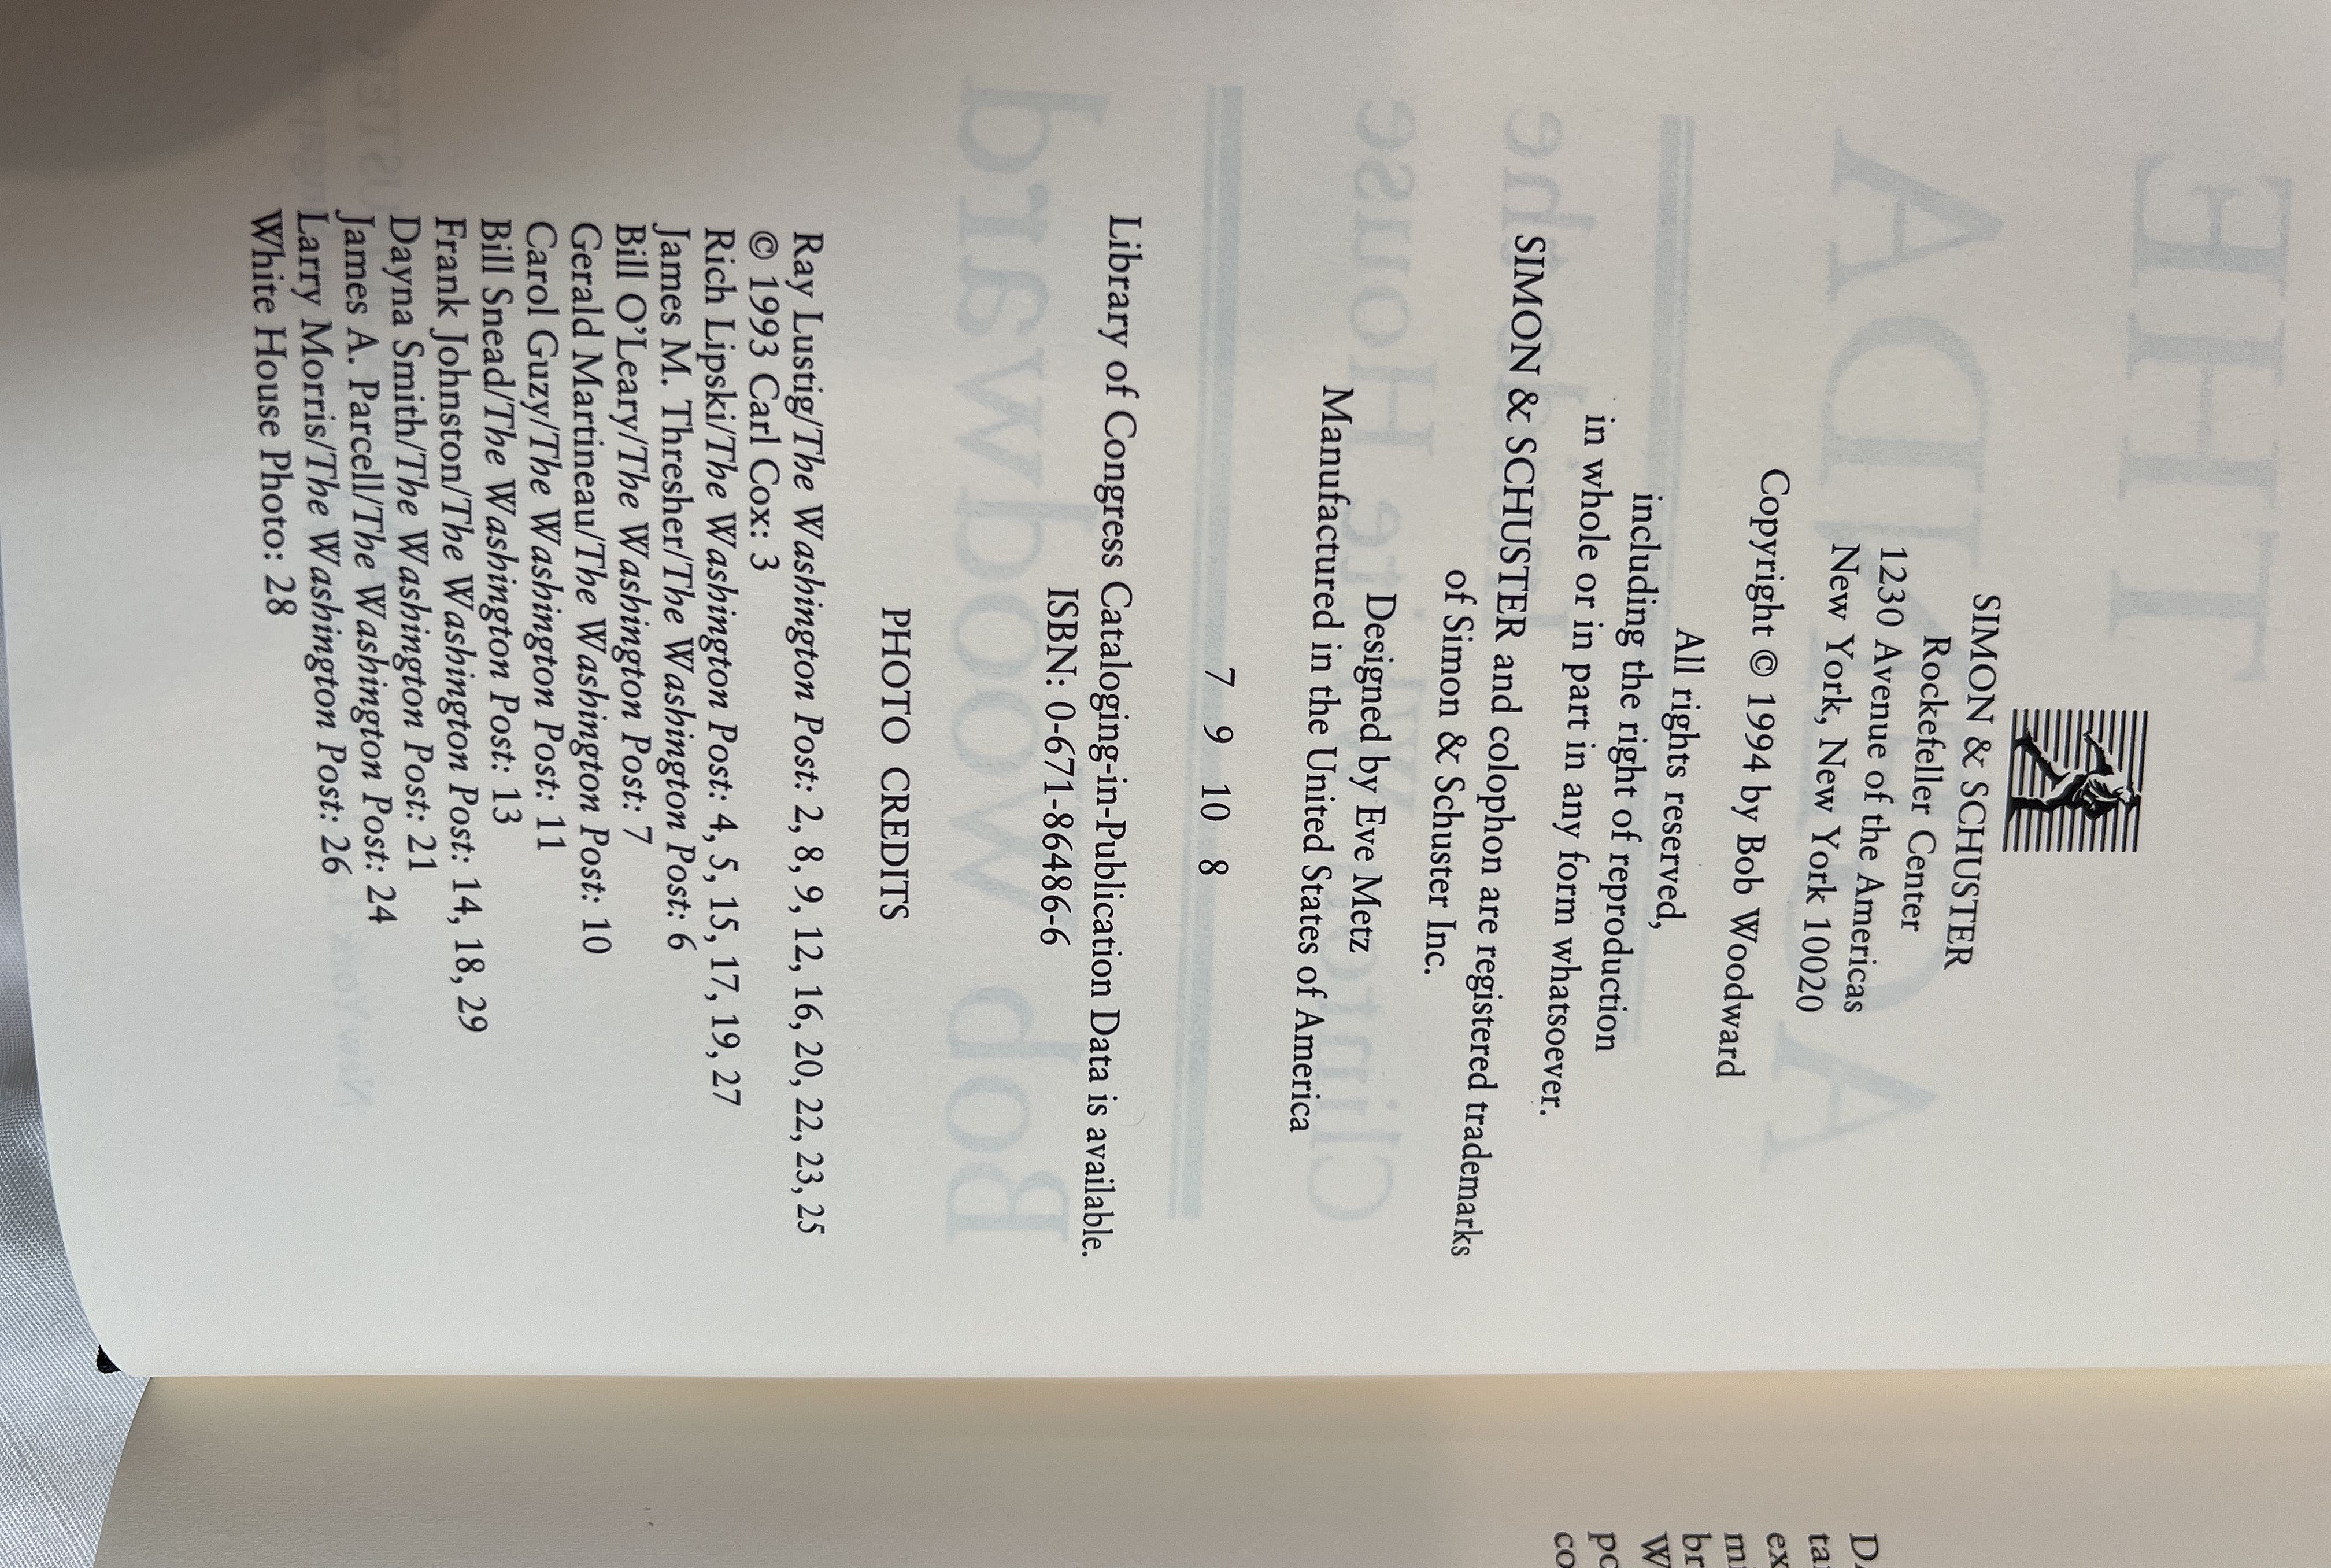 SIMON & SCHUSTER
Rockefeller Center
1230 Avenue of the Americas
New York, New York 10020
Copyright © 1994 by Bob Woodward
All rights reserved,
including the right of reproduction
in whole or in part in any form whatsoever.
SIMON & SCHUSTER and colophon are registered trademarks
of Simon & Schuster Inc.
Designed by Eve Metz
Manufactured in the United States of America
7 9 10 8
Library of Congress Cataloging-in-Publication Data is available.
ISBN: 0-671-86486-6
PHOTO CREDITS
Ray Lustig/The Washington Post: 2, 8, 9, 12, 16, 20, 22, 23, 25
© 1993 Carl Cox: 3
Rich Lipski/The Washington Post: 4, 5, 15, 17, 19, 27
James M. Thresher/The Washington Post: 6
Bill O'Leary/The Washington Post: 7
Gerald Martineau/The Washington Post: 10
Carol Guzy/The Washington Post: 11
Bill Snead/The Washington Post: 13
Frank Johnston/The Washington Post: 14, 18, 29
Dayna Smith/The Washington Post: 21
James A. Parcell/The Washington Post: 24
Larry Morris/The Washington Post: 26
White House Photo: 28